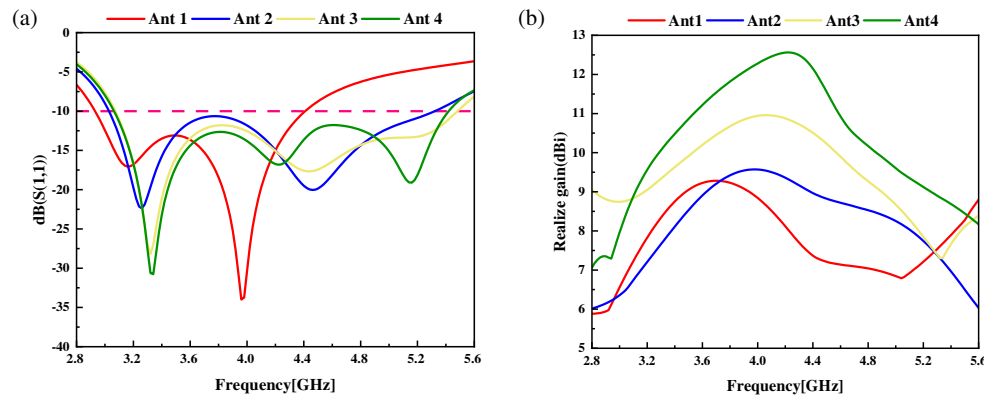 (a)
Ant 1 Ant 2 Ant 3 Ant 4
0
-5
-10
-15
-20
-25
-30
-35
-40
dB(S(1,1))
2.8 3.2 3.6 4.0 4.4 4.8 5.2 5.6
Frequency[GHz]
(b)
Ant1 Ant2 Ant3 Ant4
13
12
11
10
9
8
7
6
5
Realize gain(dBi)
2.8 3.2 3.6 4.0 4.4 4.8 5.2 5.6
Frequency[GHz]